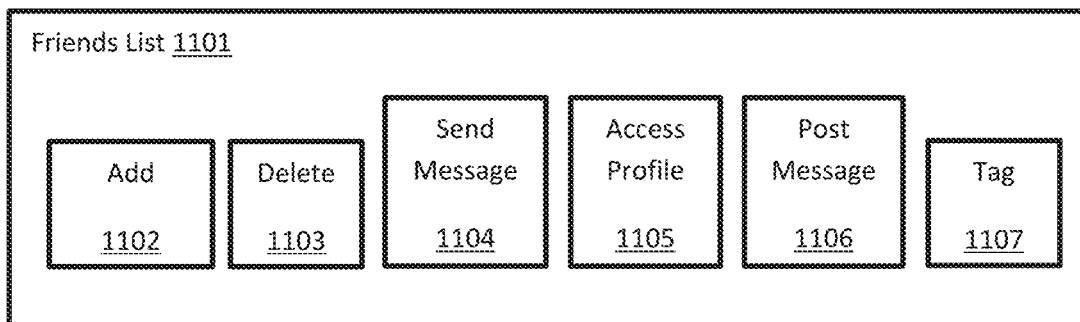 Friends List 1101
Add
1102
Delete
1103
Send
Message
1104
Access
Profile
1105
Post
Message
1106
Tag
1107